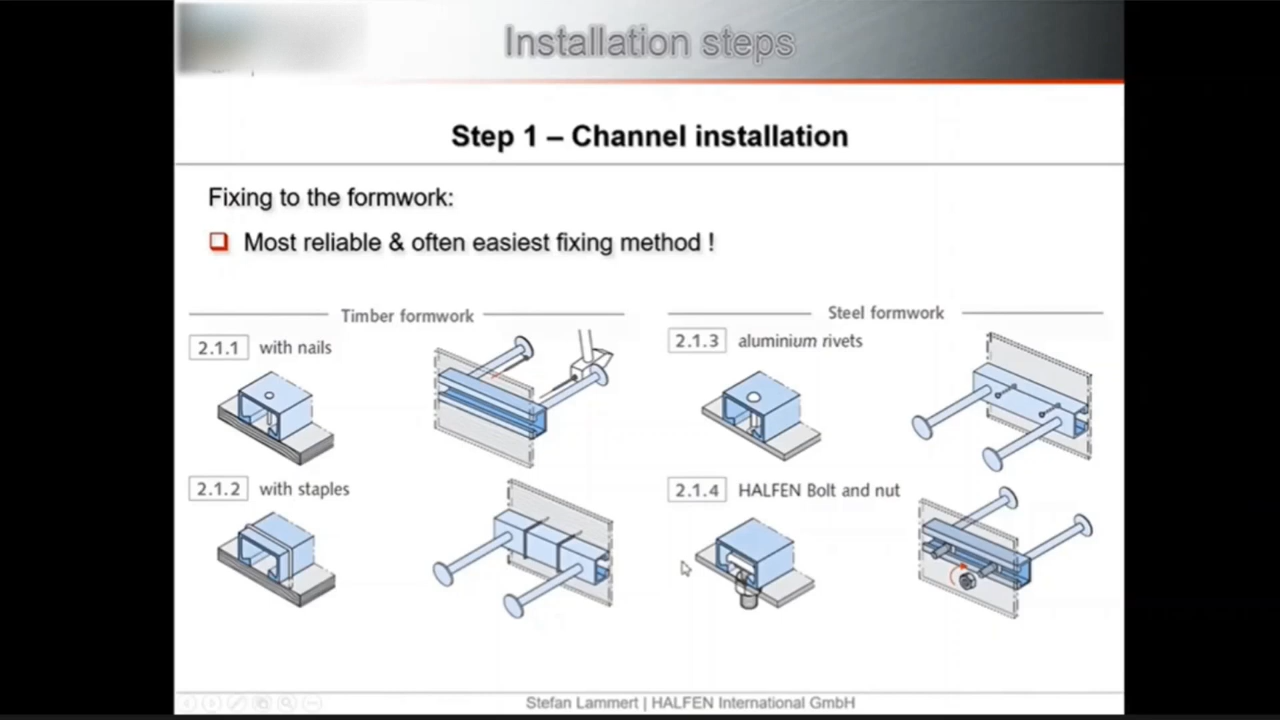 Installation steps
Step 1 – Channel installation
Fixing to the formwork:
Most reliable & often easiest fixing method !
Timber formwork
2.1.1 with nails
2.1.2 with staples
Steel formwork
2.1.3 aluminium rivets
2.1.4 HALFEN Bolt and nut
Stefan Lammert | HALFEN International GmbH